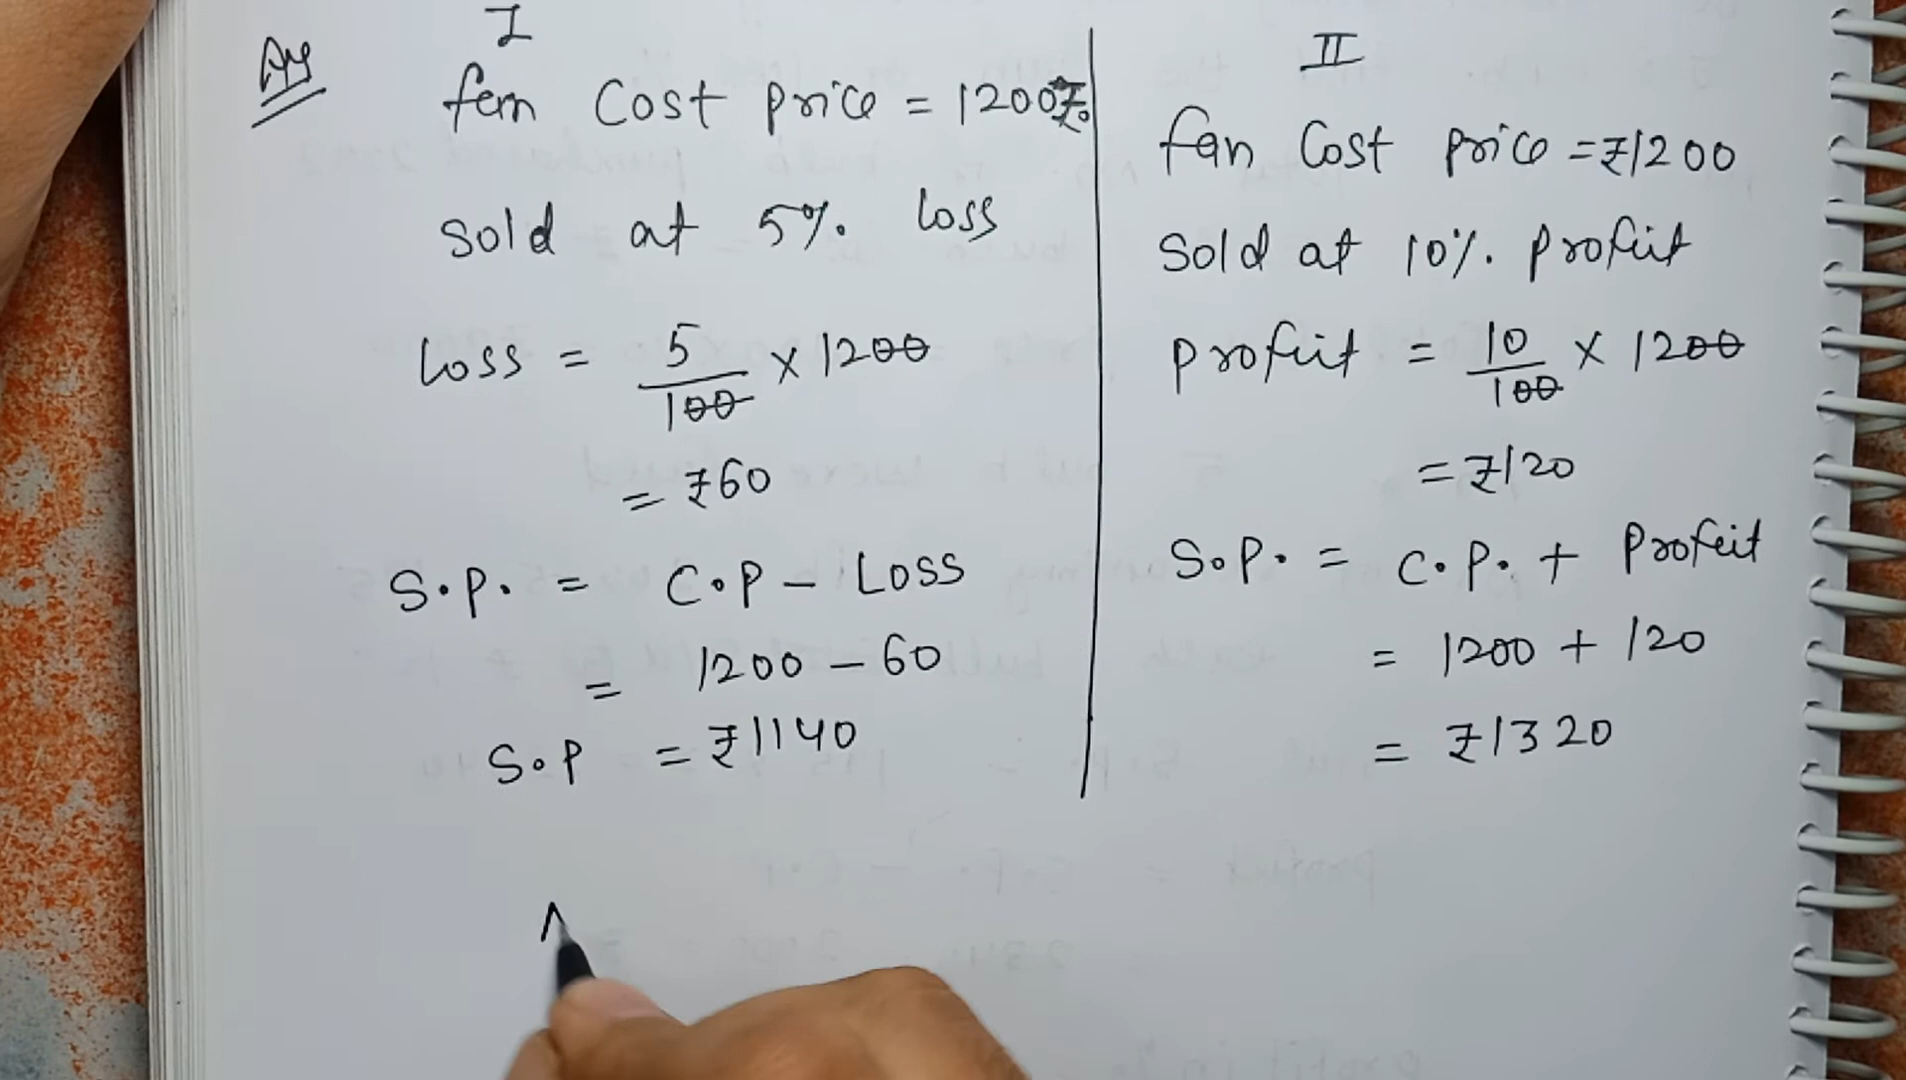 Ans
I
fan Cost price = 1200₹.
Sold at 5% loss
Loss = 5/100 × 1200
= ₹60
S.P. = C.P - Loss
= 1200 - 60
S.P = ₹1140
II
fan Cost price = ₹1200
Sold at 10% profit
profit = 10/100 × 1200
= ₹120
S.P. = C.P. + Profit
= 1200 + 120
= ₹1320